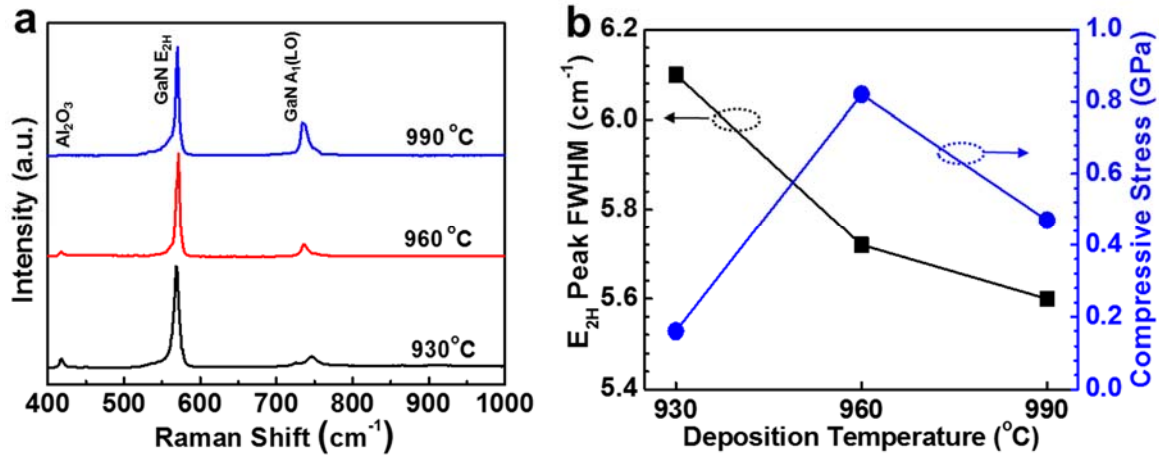 a
Intensity (a.u.)
Al₂O₃
GaN E₂H
GaN A₁(LO)
990 °C
960 °C
930°C
400 500 600 700 800 900 1000
Raman Shift (cm⁻¹)
b
E₂H Peak FWHM (cm⁻¹)
6.2
6.0
5.8
5.6
5.4
1.0
0.8
0.6
0.4
0.2
0.0
Compressive Stress (GPa)
930 960 990
Deposition Temperature (°C)